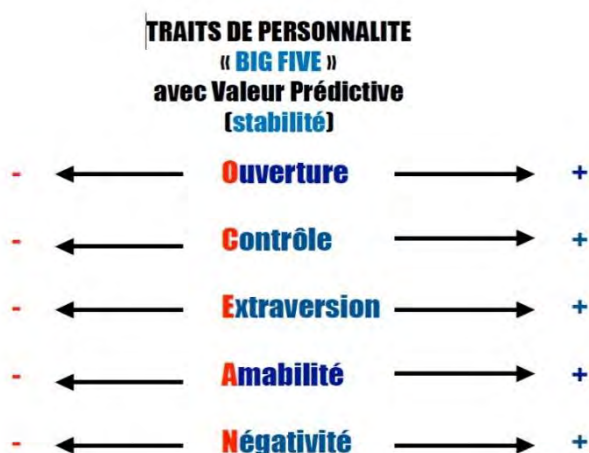 TRAITS DE PERSONNALITE
« BIG FIVE »
avec Valeur Prédictive
(stabilité)
- Ouverture +
- Contrôle +
- Extraversion +
- Amabilité +
- Négativité +